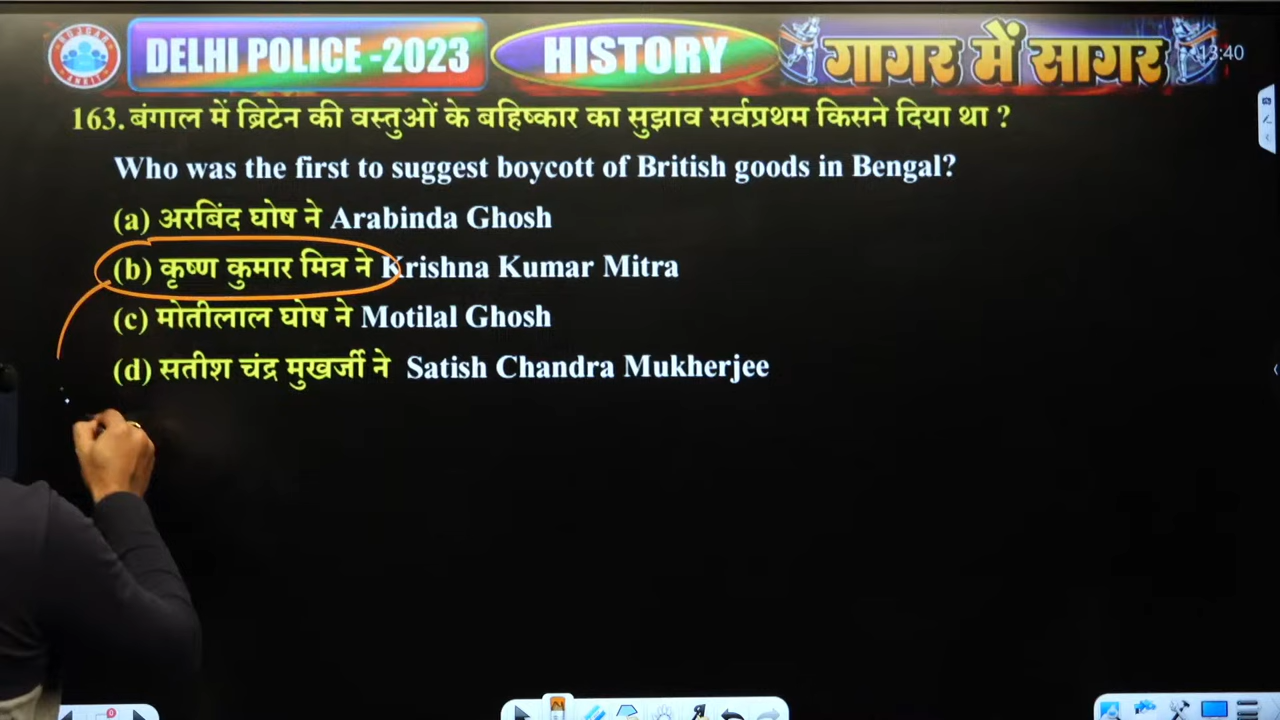 ROJGAR
ANKIT
DELHI POLICE -2023
HISTORY
गागर में सागर
13:40
163. बंगाल में ब्रिटेन की वस्तुओं के बहिष्कार का सुझाव सर्वप्रथम किसने दिया था ?
Who was the first to suggest boycott of British goods in Bengal?
(a) अरबिंद घोष ने Arabinda Ghosh
(b) कृष्ण कुमार मित्र ने Krishna Kumar Mitra
(c) मोतीलाल घोष ने Motilal Ghosh
(d) सतीश चंद्र मुखर्जी ने Satish Chandra Mukherjee